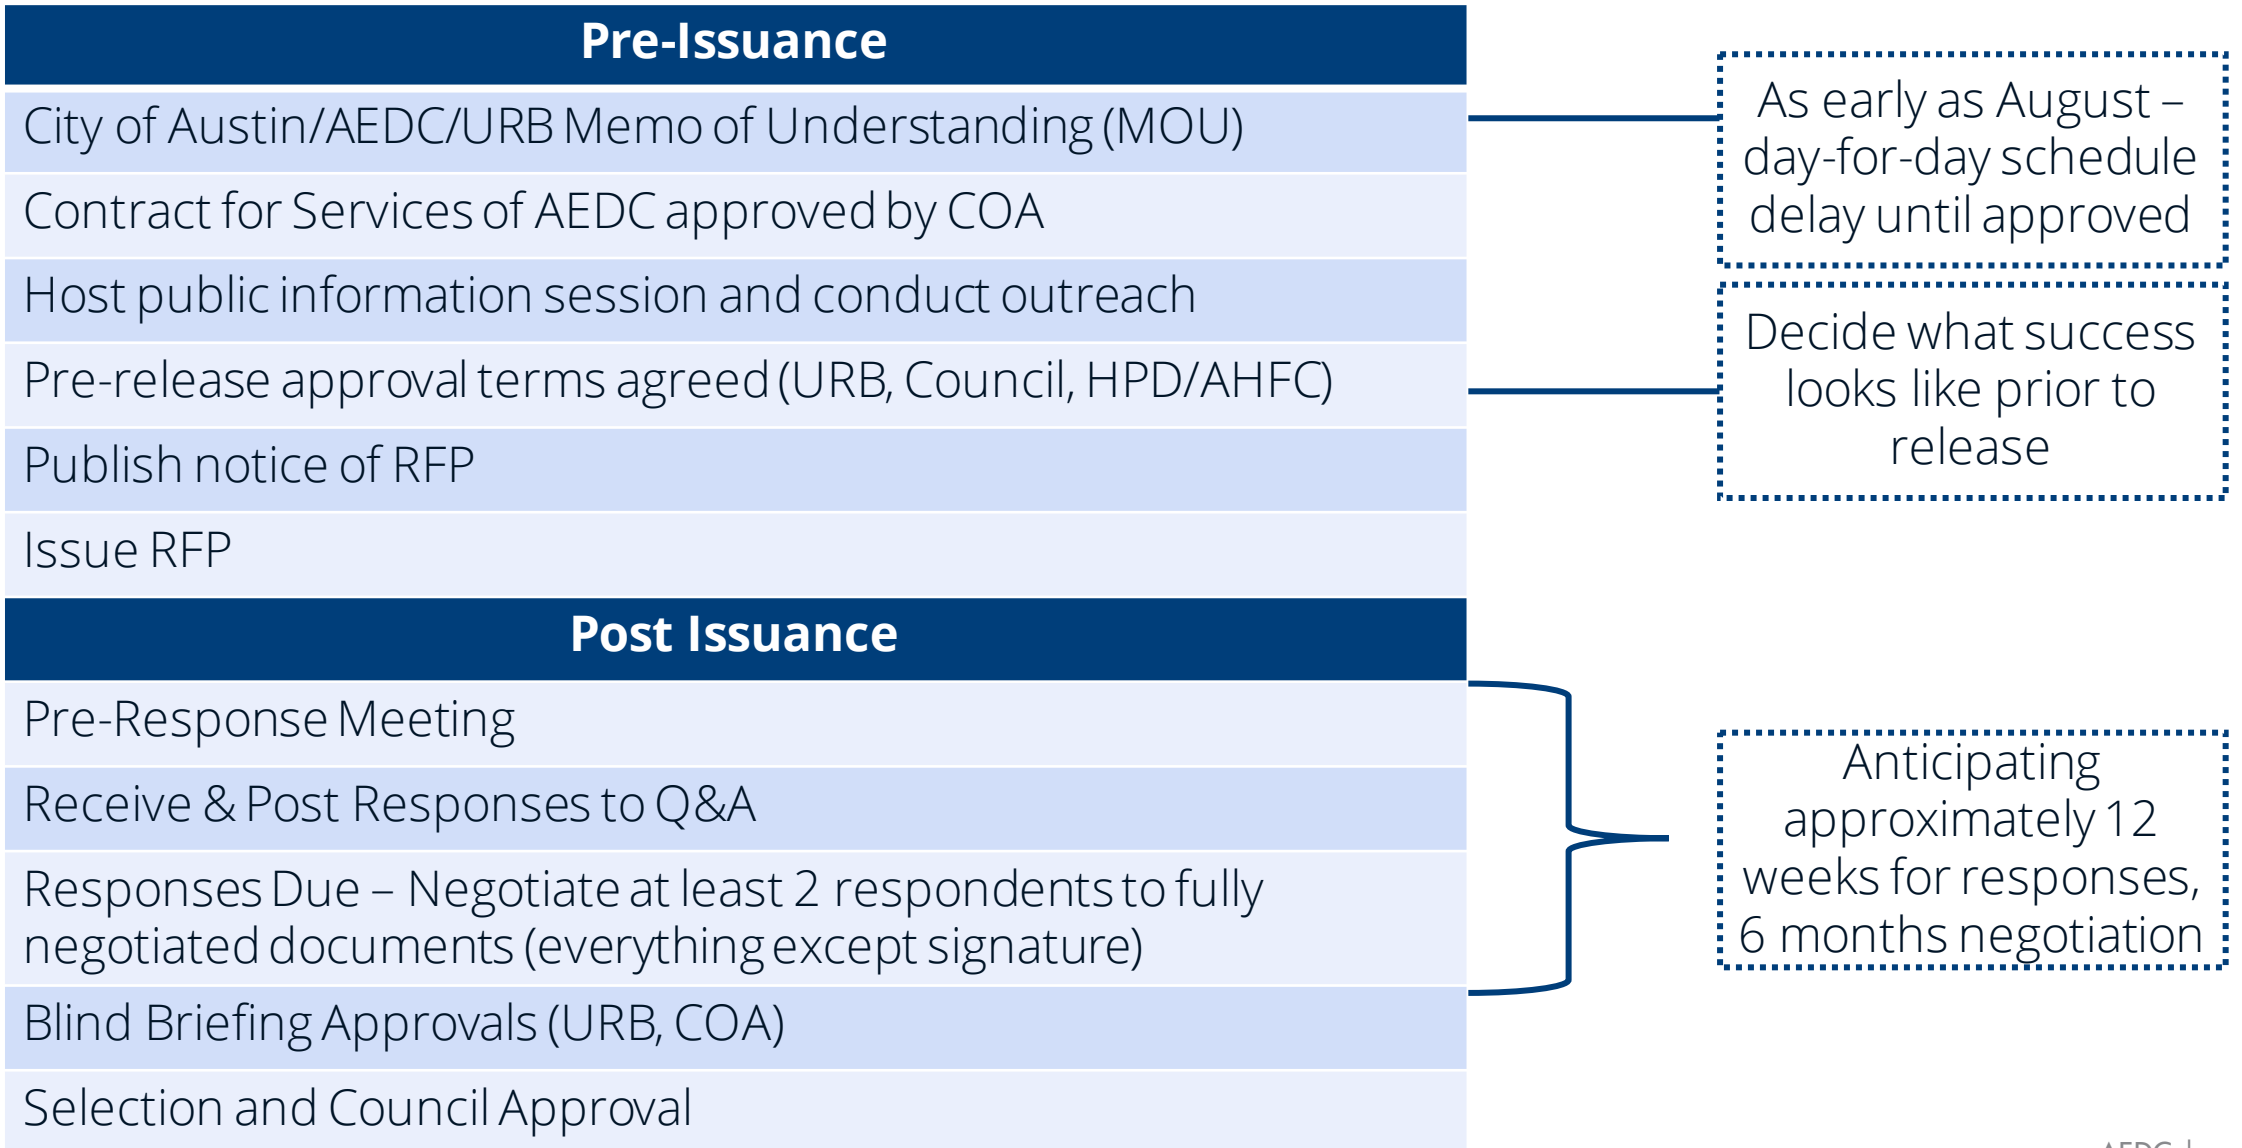 Pre-Issuance
City of Austin/AEDC/URB Memo of Understanding (MOU)
Contract for Services of AEDC approved by COA
Host public information session and conduct outreach
Pre-release approval terms agreed (URB, Council, HPD/AHFC)
Publish notice of RFP
Issue RFP
As early as August –
day-for-day schedule
delay until approved
Decide what success
looks like prior to
release
Post Issuance
Pre-Response Meeting
Receive & Post Responses to Q&A
Responses Due – Negotiate at least 2 respondents to fully
negotiated documents (everything except signature)
Blind Briefing Approvals (URB, COA)
Selection and Council Approval
Anticipating
approximately 12
weeks for responses,
6 months negotiation